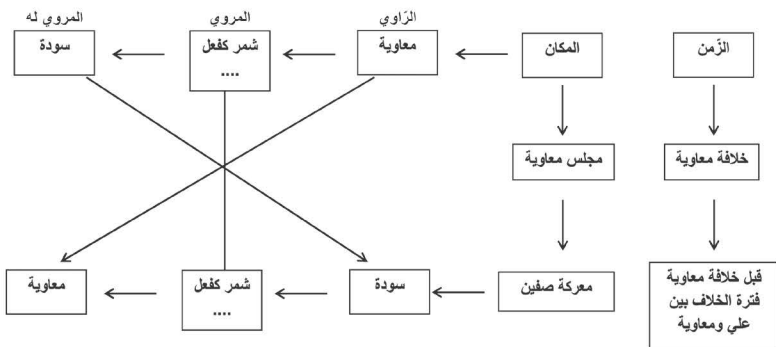 الرّاوي
المروي
المروي له
الزّمن
المكان
معاوية
شمر كفعل
....
سودة
خلافة معاوية
مجلس معاوية
قبل خلافة معاوية
فترة الخلاف بين
علي ومعاوية
معركة صفين
سودة
شمر كفعل
....
معاوية